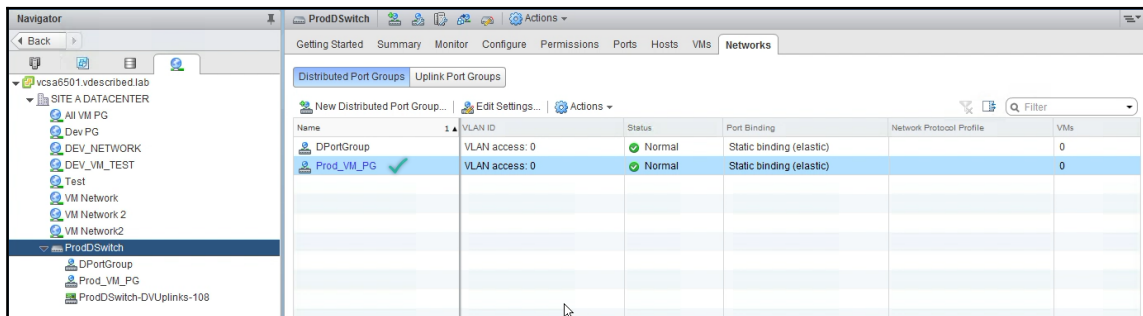 Navigator
Back
vcsa6501.vdescribed.lab
SITE A DATACENTER
All VM PG
Dev PG
DEV_NETWORK
DEV_VM_TEST
Test
VM Network
VM Network 2
VM Network2
ProdDSwitch
DPortGroup
Prod_VM_PG
ProdDSwitch-DVUplinks-108
ProdDSwitch Actions
Getting Started Summary Monitor Configure Permissions Ports Hosts VMs Networks
Distributed Port Groups Uplink Port Groups
New Distributed Port Group... Edit Settings... Actions Filter
Name 1 VLAN ID Status Port Binding Network Protocol Profile VMs
DPortGroup VLAN access: 0 Normal Static binding (elastic) 0
Prod_VM_PG VLAN access: 0 Normal Static binding (elastic) 0